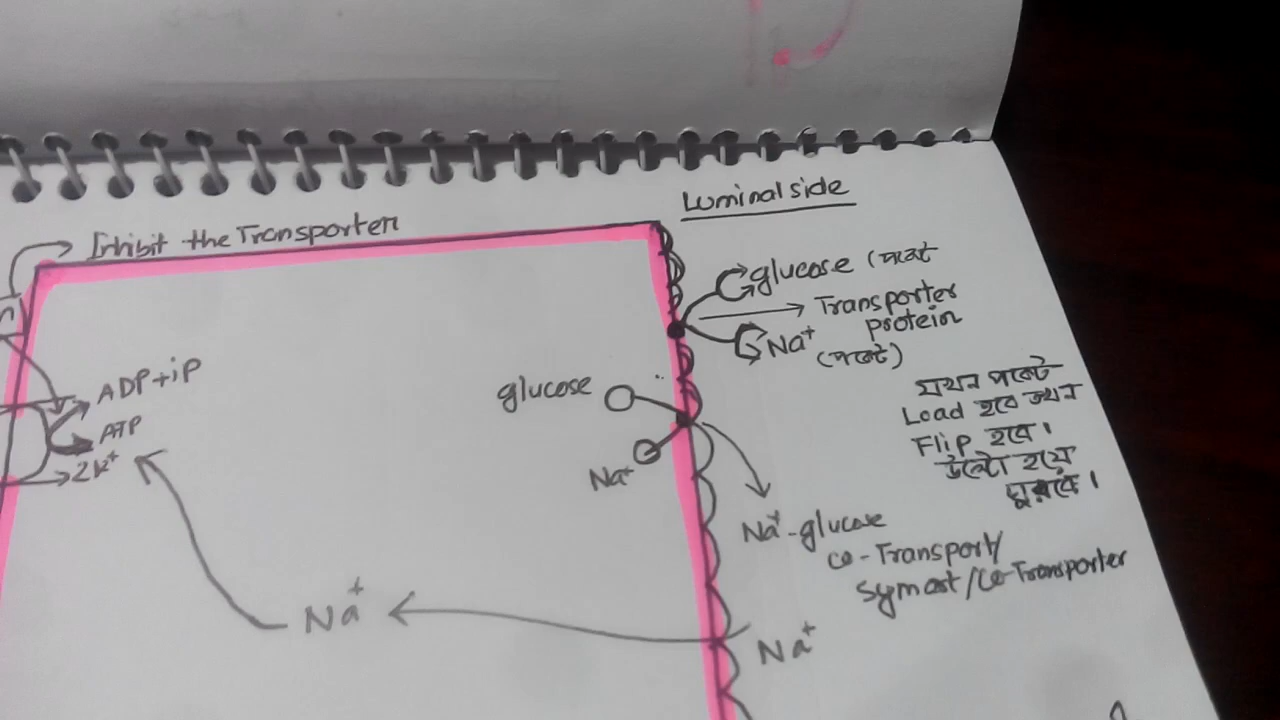 Luminal side
Inhibit the Transporter
glucose (পকেট
Transporter
protein
Na+
(পকেট)
ADP+iP
ATP
2K+
glucose
Na+
যখন পকেট
Load হবে তখন
Flip হবে।
উল্টো হয়ে
ঘুরবে।
Na+-glucose
co-Transport/
Symport/Co-Transporter
Na+
Na+